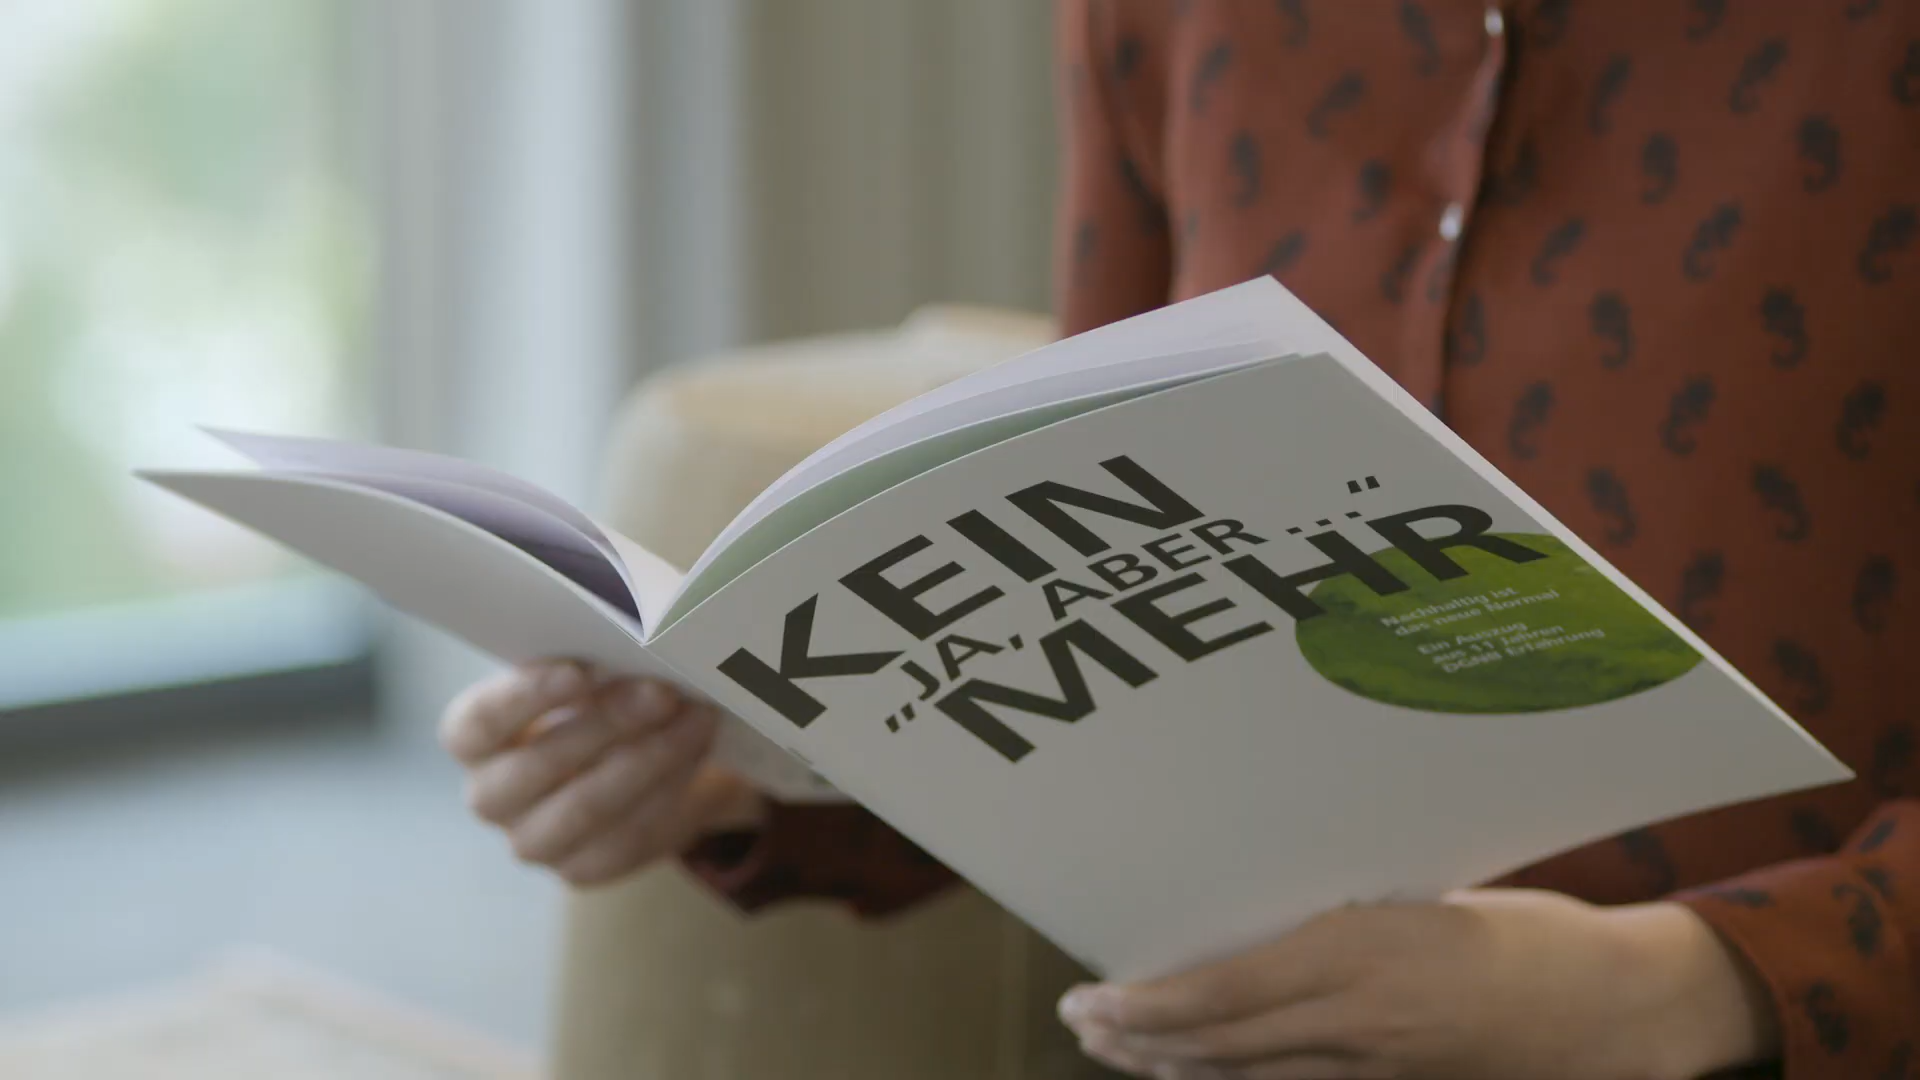 KEIN
„JA, ABER ...“
MEHR
Nachhaltig ist
das neue Normal
Ein Auszug
aus 11 Jahren
DGNB Erfahrung